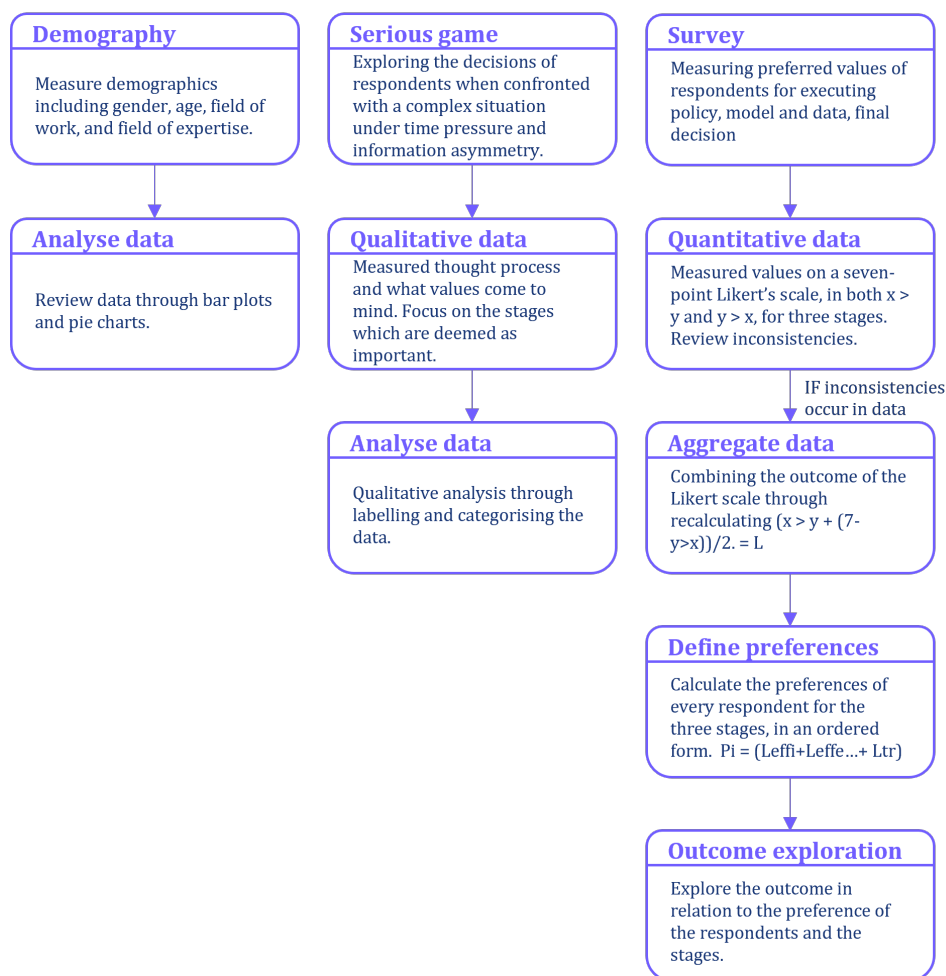 Demography
Measure demographics
including gender, age, field of
work, and field of expertise.
Analyse data
Review data through bar plots
and pie charts.
Serious game
Exploring the decisions of
respondents when confronted
with a complex situation
under time pressure and
information asymmetry.
Qualitative data
Measured thought process
and what values come to
mind. Focus on the stages
which are deemed as
important.
Analyse data
Qualitative analysis through
labelling and categorising the
data.
Survey
Measuring preferred values of
respondents for executing
policy, model and data, final
decision
Quantitative data
Measured values on a seven-
point Likert’s scale, in both x >
y and y > x, for three stages.
Review inconsistencies.
IF inconsistencies
occur in data
Aggregate data
Combining the outcome of the
Likert scale through
recalculating (x > y + (7-
y>x))/2. = L
Define preferences
Calculate the preferences of
every respondent for the
three stages, in an ordered
form.  Pi = (Leffi+Leffe...+ Ltr)
Outcome exploration
Explore the outcome in
relation to the preference of
the respondents and the
stages.